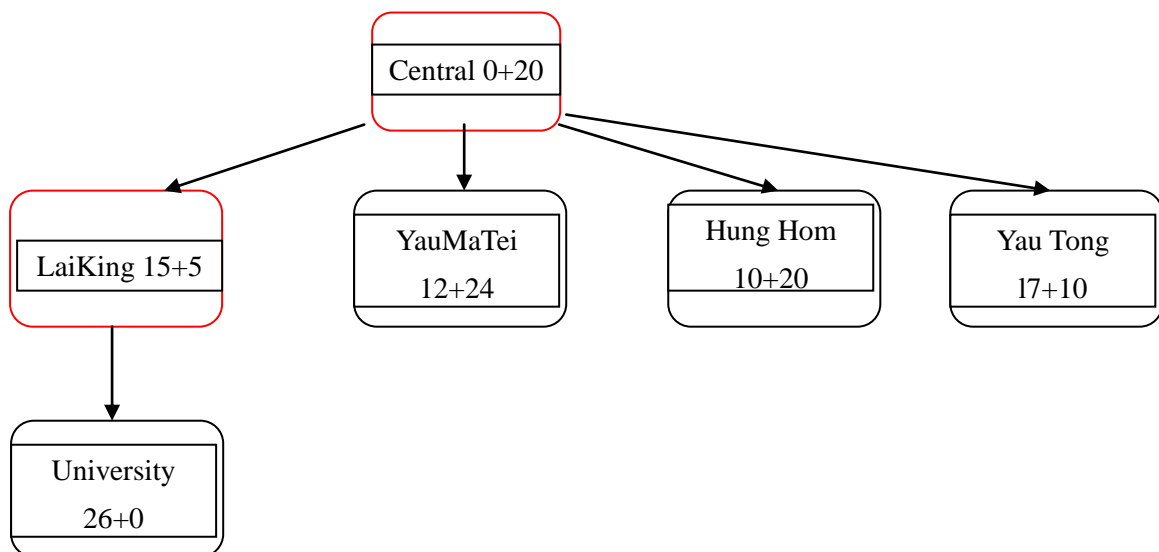 Central 0+20
LaiKing 15+5
YauMaTei
12+24
Hung Hom
10+20
Yau Tong
l7+10
University
26+0